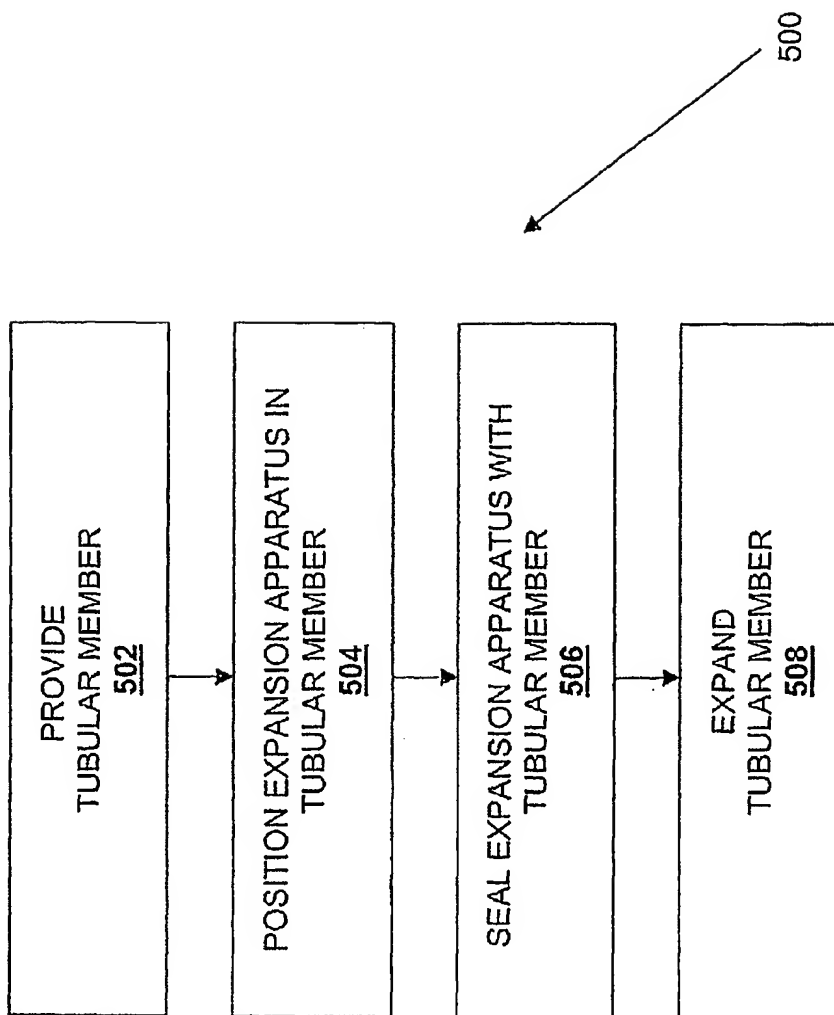 PROVIDE
TUBULAR MEMBER
502
POSITION EXPANSION APPARATUS IN
TUBULAR MEMBER
504
SEAL EXPANSION APPARATUS WITH
TUBULAR MEMBER
506
EXPAND
TUBULAR MEMBER
508
500